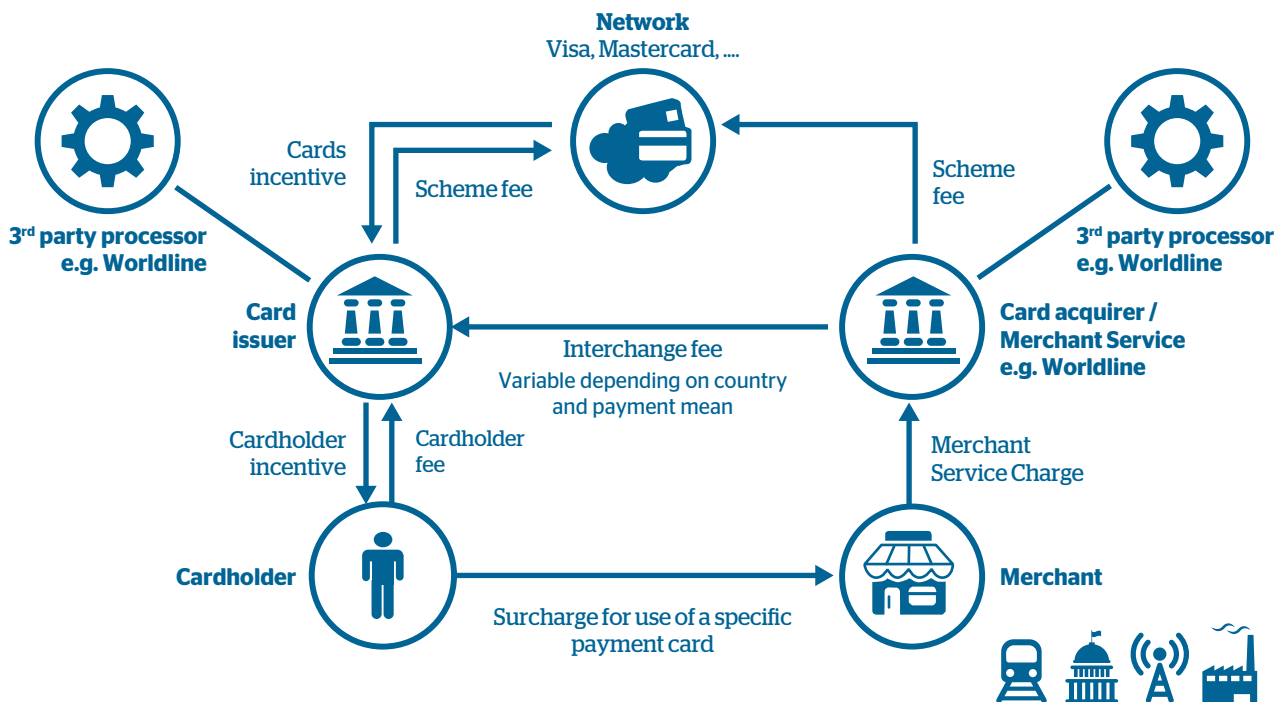 Network
Visa, Mastercard, ....
Cards
incentive
Scheme fee
Scheme
fee
3rd party processor
e.g. Worldline
3rd party processor
e.g. Worldline
Card
issuer
Interchange fee
Variable depending on country
and payment mean
Card acquirer /
Merchant Service
e.g. Worldline
Cardholder
incentive
Cardholder
fee
Merchant
Service Charge
Cardholder
Surcharge for use of a specific
payment card
Merchant